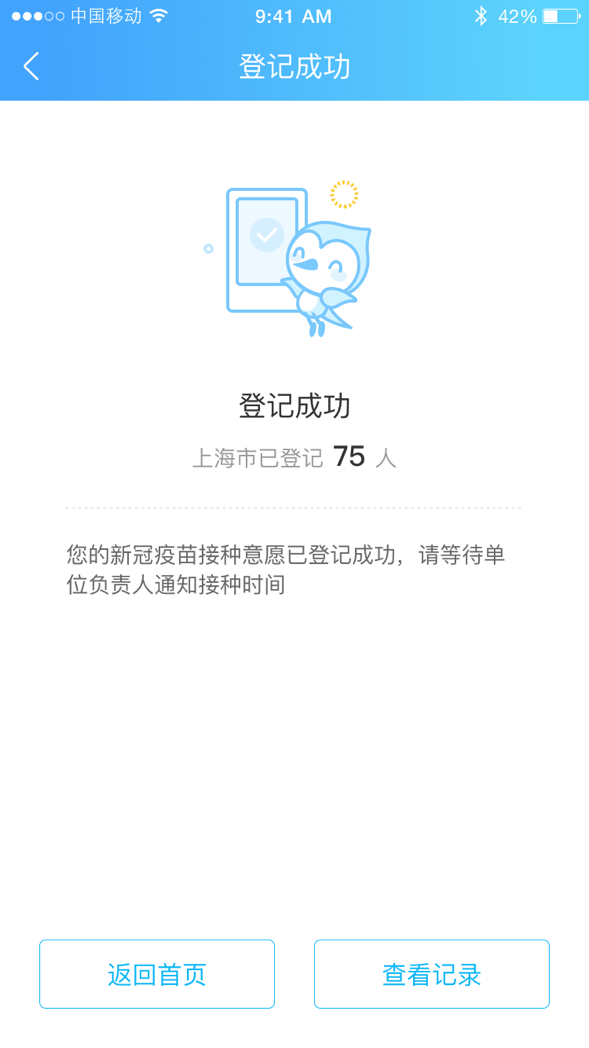 中国移动
9:41 AM
42%
登记成功
登记成功
上海市已登记 75 人
您的新冠疫苗接种意愿已登记成功，请等待单
位负责人通知接种时间
返回首页
查看记录